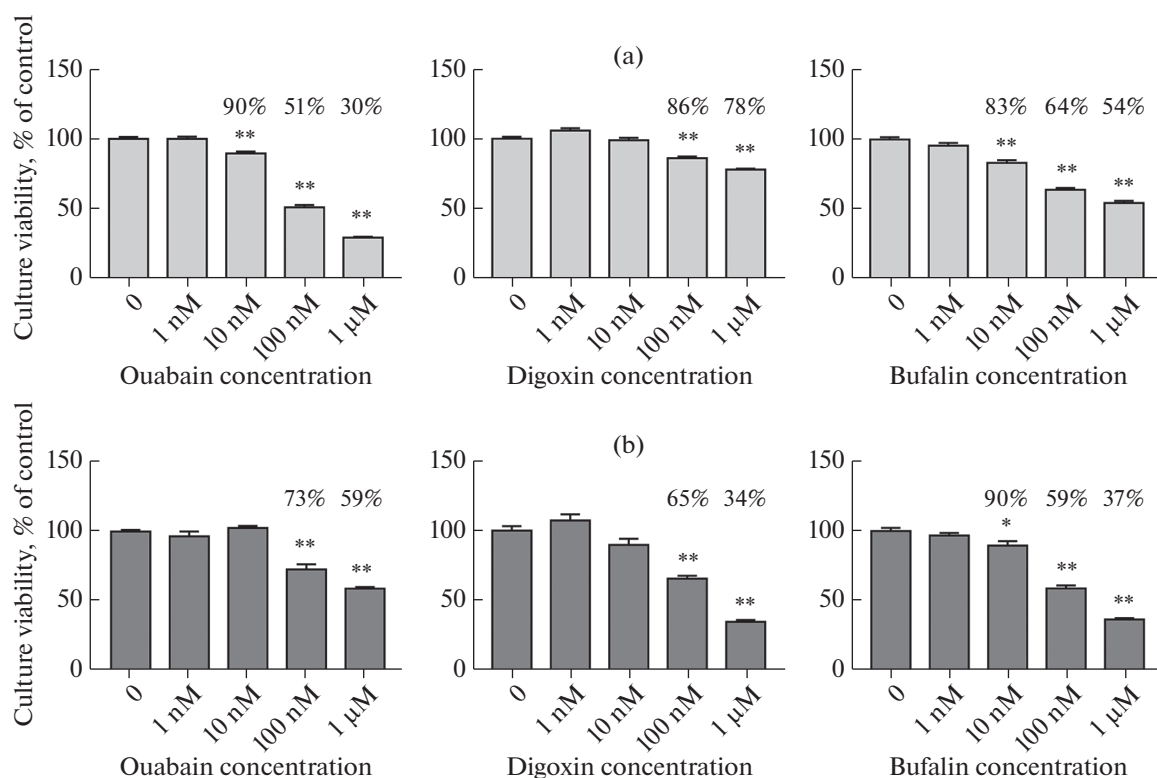 (a)
Culture viability, % of control
150
100
50
0
90% 51% 30%
**
**
**
0
1 nM
10 nM
100 nM
1 μM
Ouabain concentration
150
100
50
0
86% 78%
**
**
0
1 nM
10 nM
100 nM
1 μM
Digoxin concentration
150
100
50
0
83% 64% 54%
**
**
**
0
1 nM
10 nM
100 nM
1 μM
Bufalin concentration
(b)
Culture viability, % of control
150
100
50
0
73% 59%
**
**
0
1 nM
10 nM
100 nM
1 μM
Ouabain concentration
150
100
50
0
65% 34%
**
**
0
1 nM
10 nM
100 nM
1 μM
Digoxin concentration
150
100
50
0
90% 59% 37%
*
**
**
0
1 nM
10 nM
100 nM
1 μM
Bufalin concentration